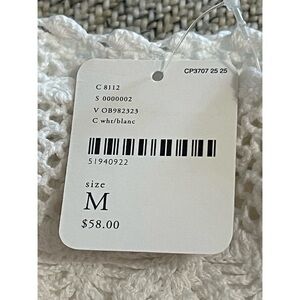 CP3707 25 25
C 8112
S 0000002
V OB982323
C wht/blanc
51940922
size
M
$58.00